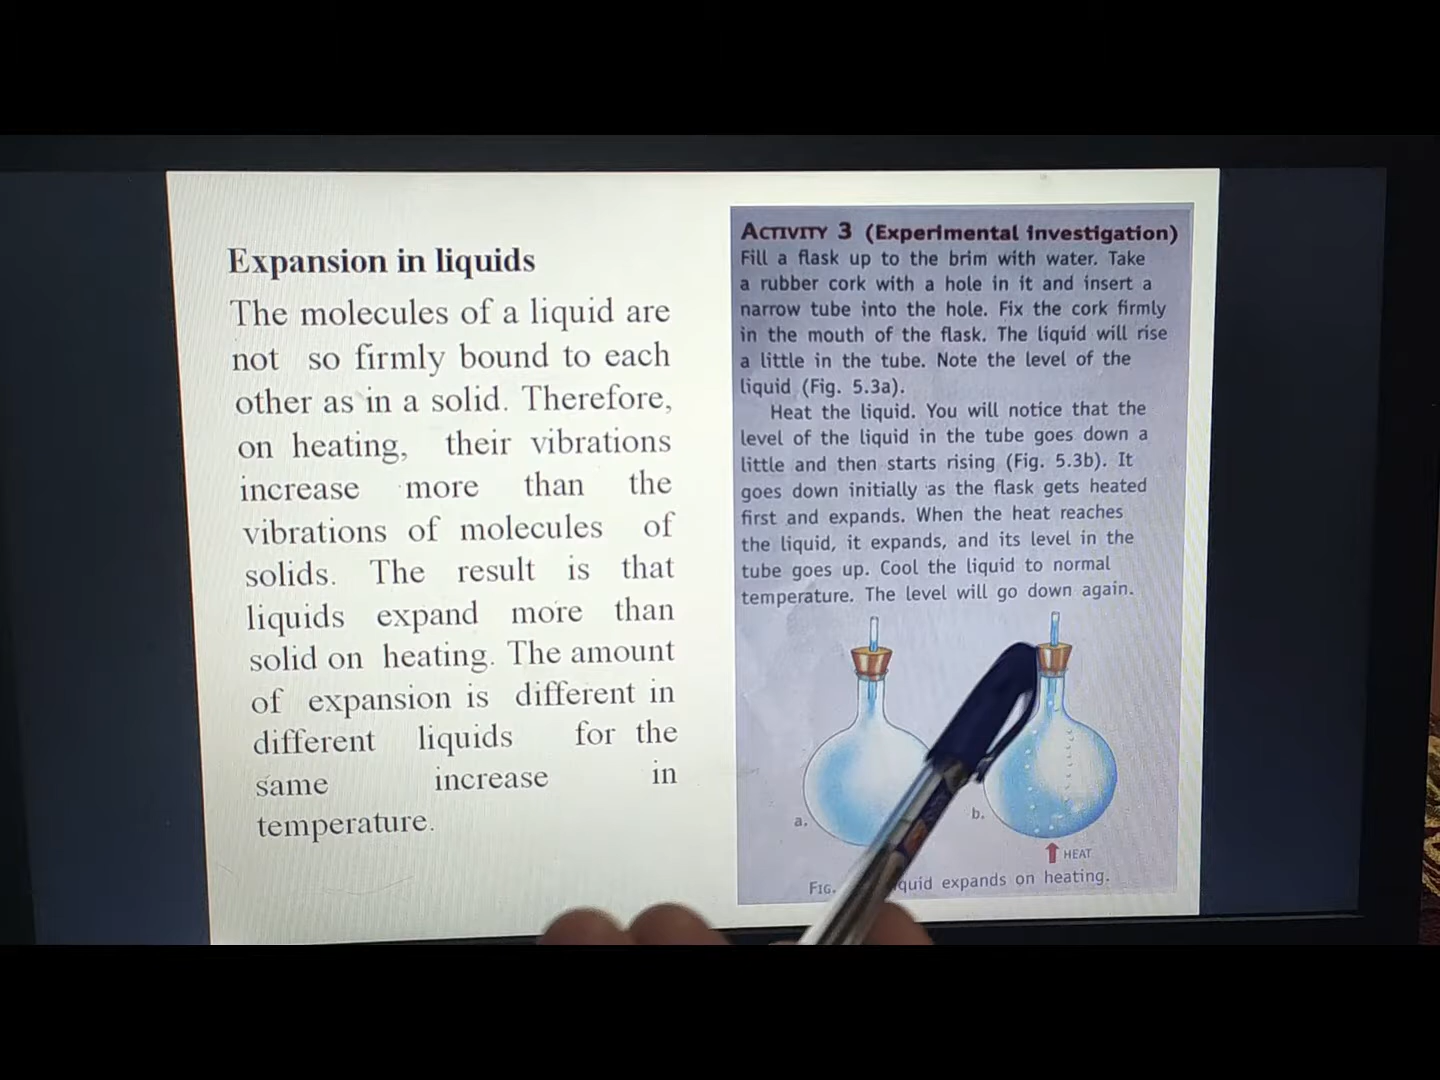 Expansion in liquids
The molecules of a liquid are
not so firmly bound to each
other as in a solid. Therefore,
on heating, their vibrations
increase more than the
vibrations of molecules of
solids. The result is that
liquids expand more than
solid on heating. The amount
of expansion is different in
different liquids for the
same increase in
temperature.
ACTIVITY 3 (Experimental investigation)
Fill a flask up to the brim with water. Take
a rubber cork with a hole in it and insert a
narrow tube into the hole. Fix the cork firmly
in the mouth of the flask. The liquid will rise
a little in the tube. Note the level of the
liquid (Fig. 5.3a).
Heat the liquid. You will notice that the
level of the liquid in the tube goes down a
little and then starts rising (Fig. 5.3b). It
goes down initially as the flask gets heated
first and expands. When the heat reaches
the liquid, it expands, and its level in the
tube goes up. Cool the liquid to normal
temperature. The level will go down again.
a.
b.
HEAT
FIG. expands on heating.